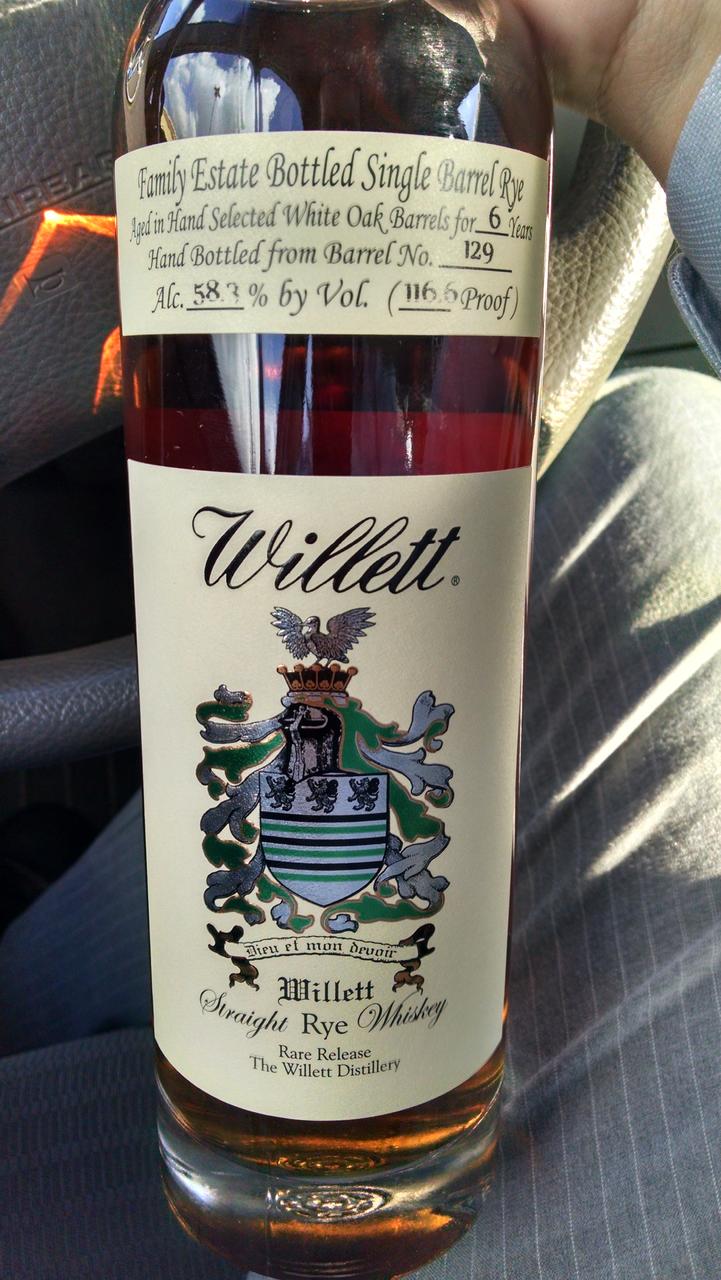 AIRBAG
Family Estate Bottled Single Barrel Rye
Aged in Hand Selected White Oak Barrels for 6 Years
Hand Bottled from Barrel No. 129
Alc. 58.3 % by Vol. (116.6 Proof)
Willett®
Dieu et mon devoir
Willett
Straight Rye Whiskey
Rare Release
The Willett Distillery